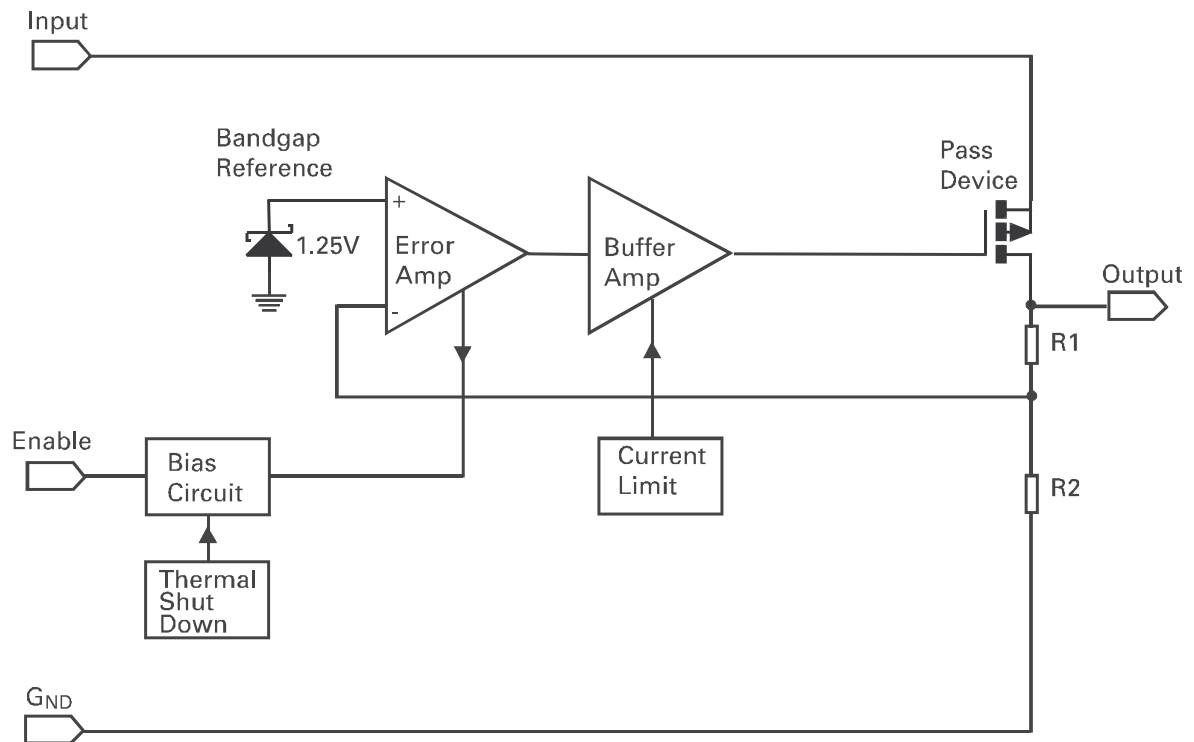 Input
Bandgap
Reference
Pass
Device
+
1.25V
Error
Amp
Buffer
Amp
Output
-
R1
Enable
Bias
Circuit
Current
Limit
R2
Thermal
Shut
Down
GND